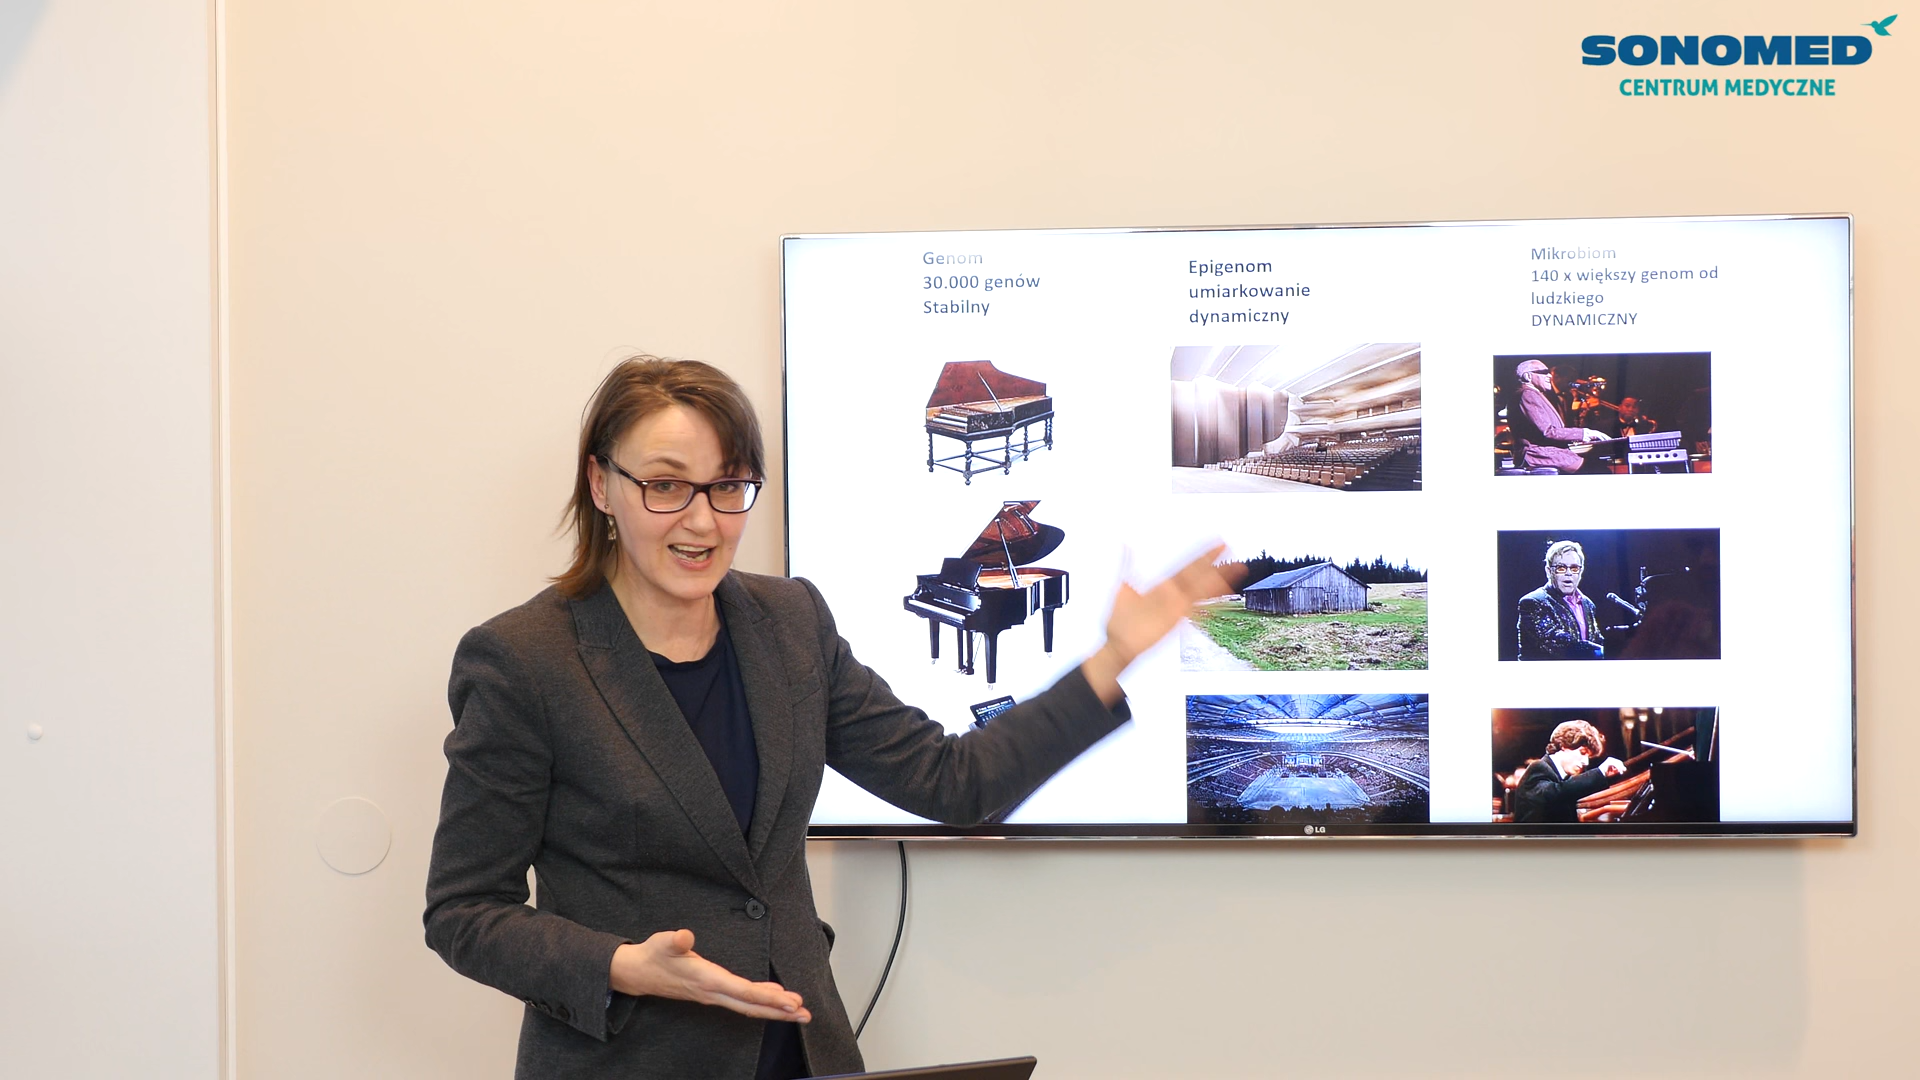 SONOMED
CENTRUM MEDYCZNE
Genom
30.000 genów
Stabilny
Epigenom
umiarkowanie
dynamiczny
Mikrobiom
140 x większy genom od
ludzkiego
DYNAMICZNY
LG